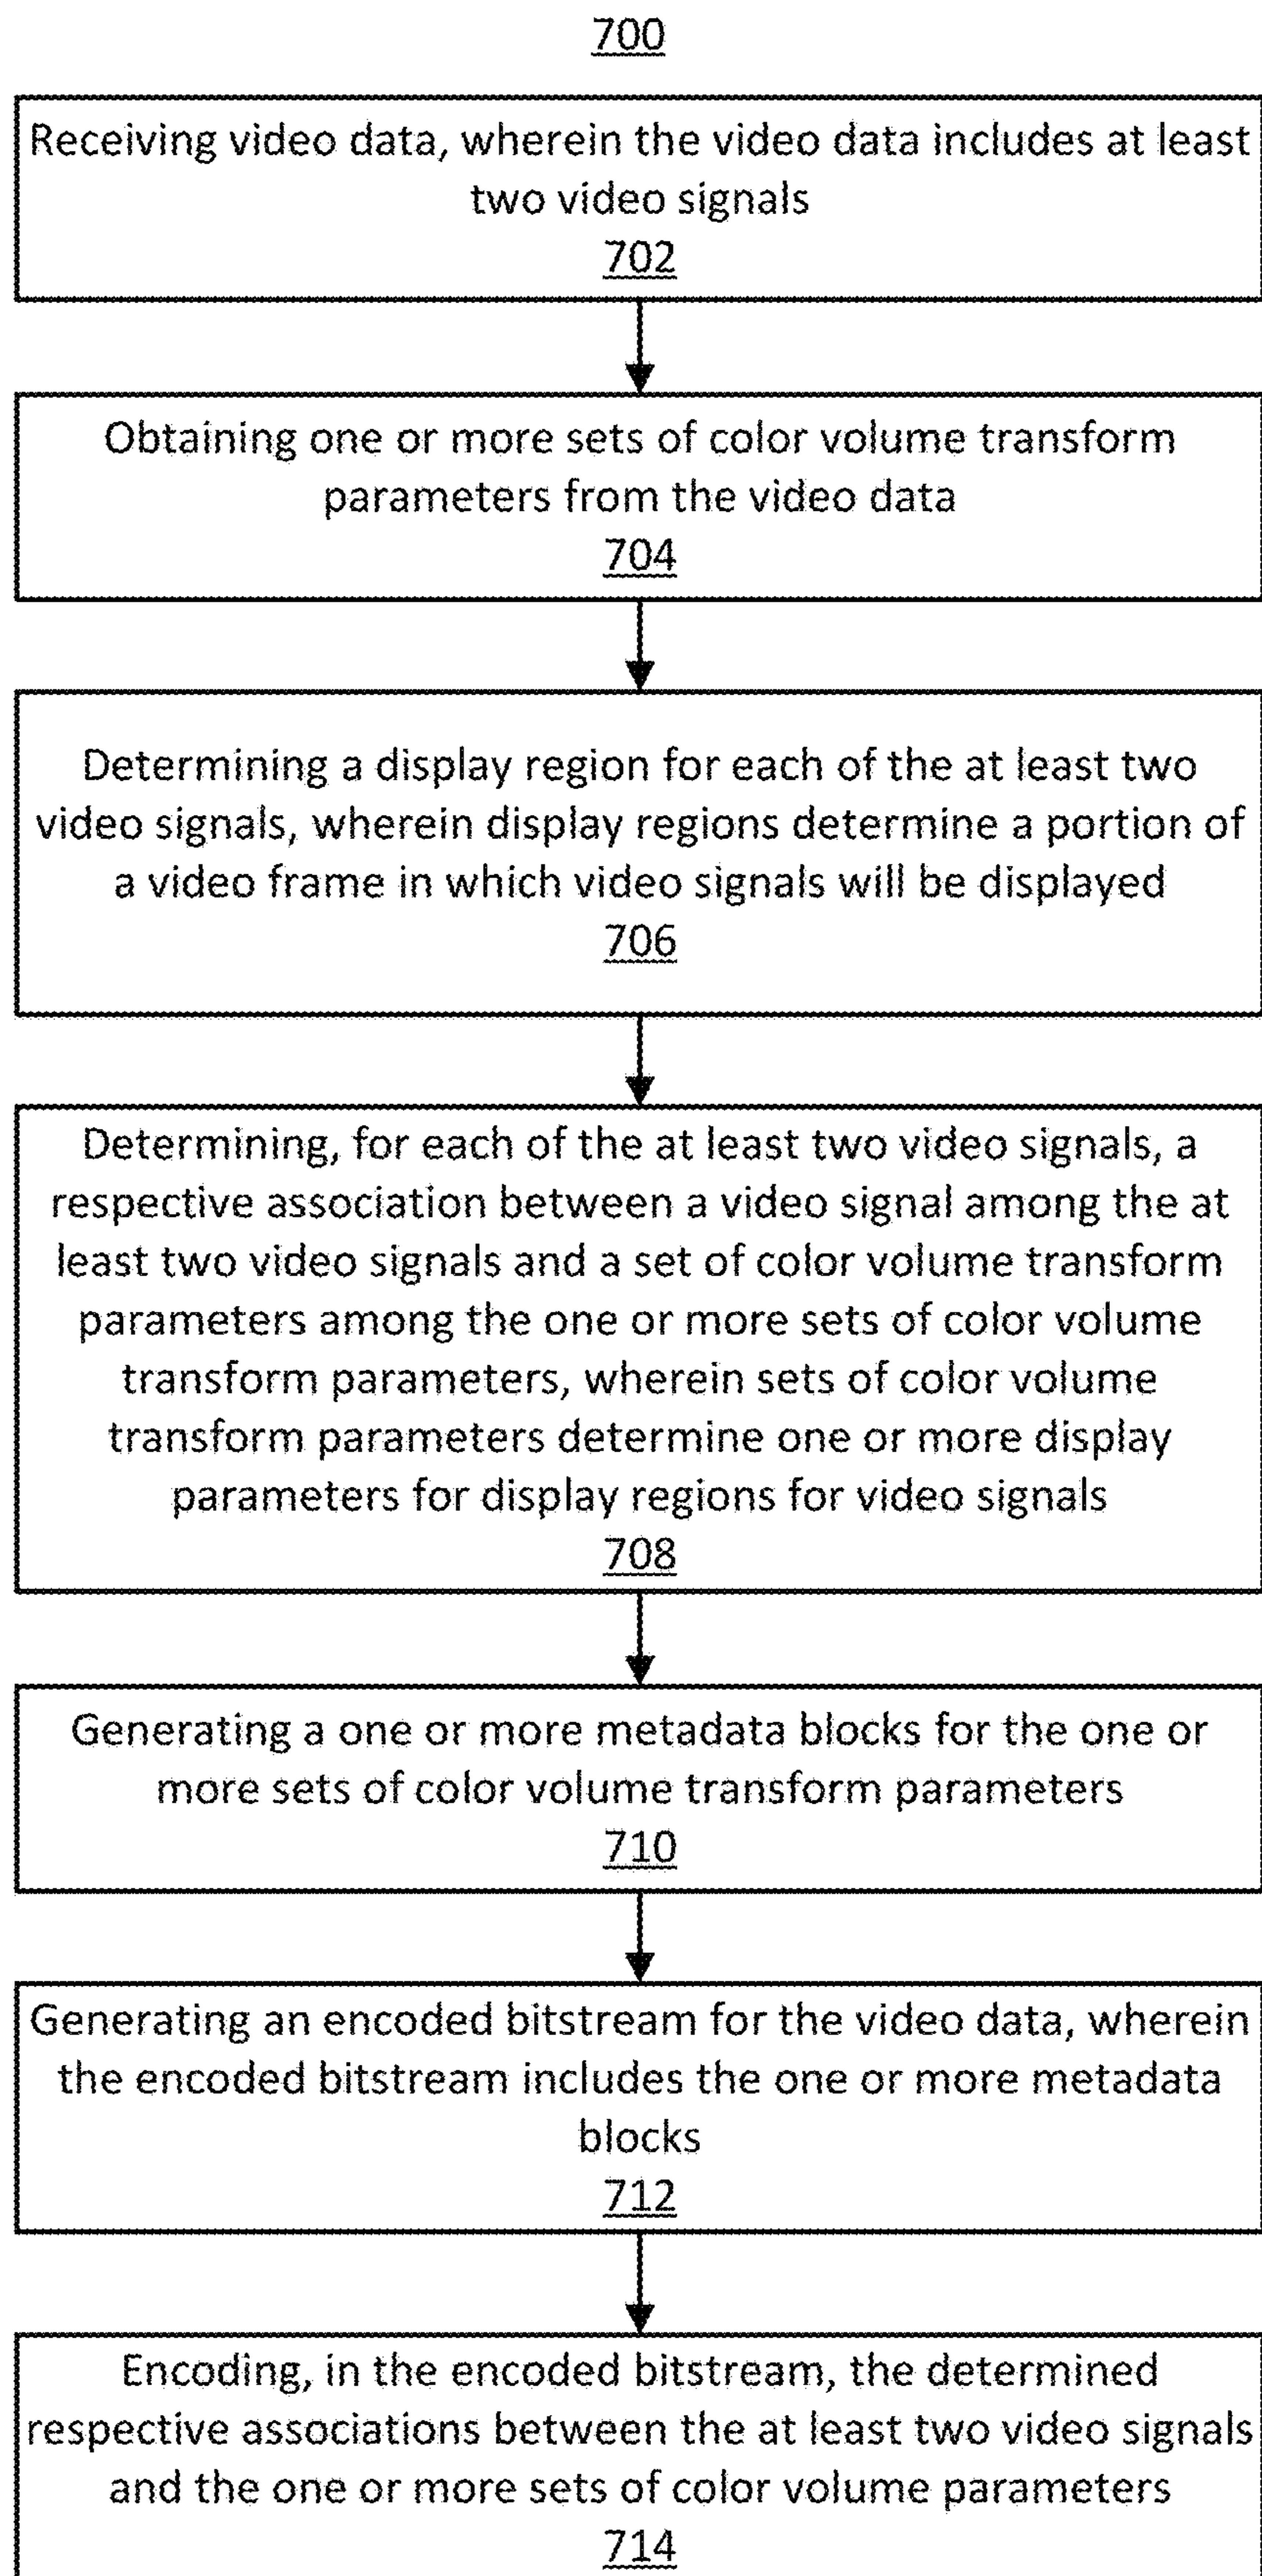 700
Receiving video data, wherein the video data includes at least
two video signals
702
Obtaining one or more sets of color volume transform
parameters from the video data
704
Determining a display region for each of the at least two
video signals, wherein display regions determine a portion of
a video frame in which video signals will be displayed
706
Determining, for each of the at least two video signals, a
respective association between a video signal among the at
least two video signals and a set of color volume transform
parameters among the one or more sets of color volume
transform parameters, wherein sets of color volume
transform parameters determine one or more display
parameters for display regions for video signals
708
Generating a one or more metadata blocks for the one or
more sets of color volume transform parameters
710
Generating an encoded bitstream for the video data, wherein
the encoded bitstream includes the one or more metadata
blocks
712
Encoding, in the encoded bitstream, the determined
respective associations between the at least two video signals
and the one or more sets of color volume parameters
714